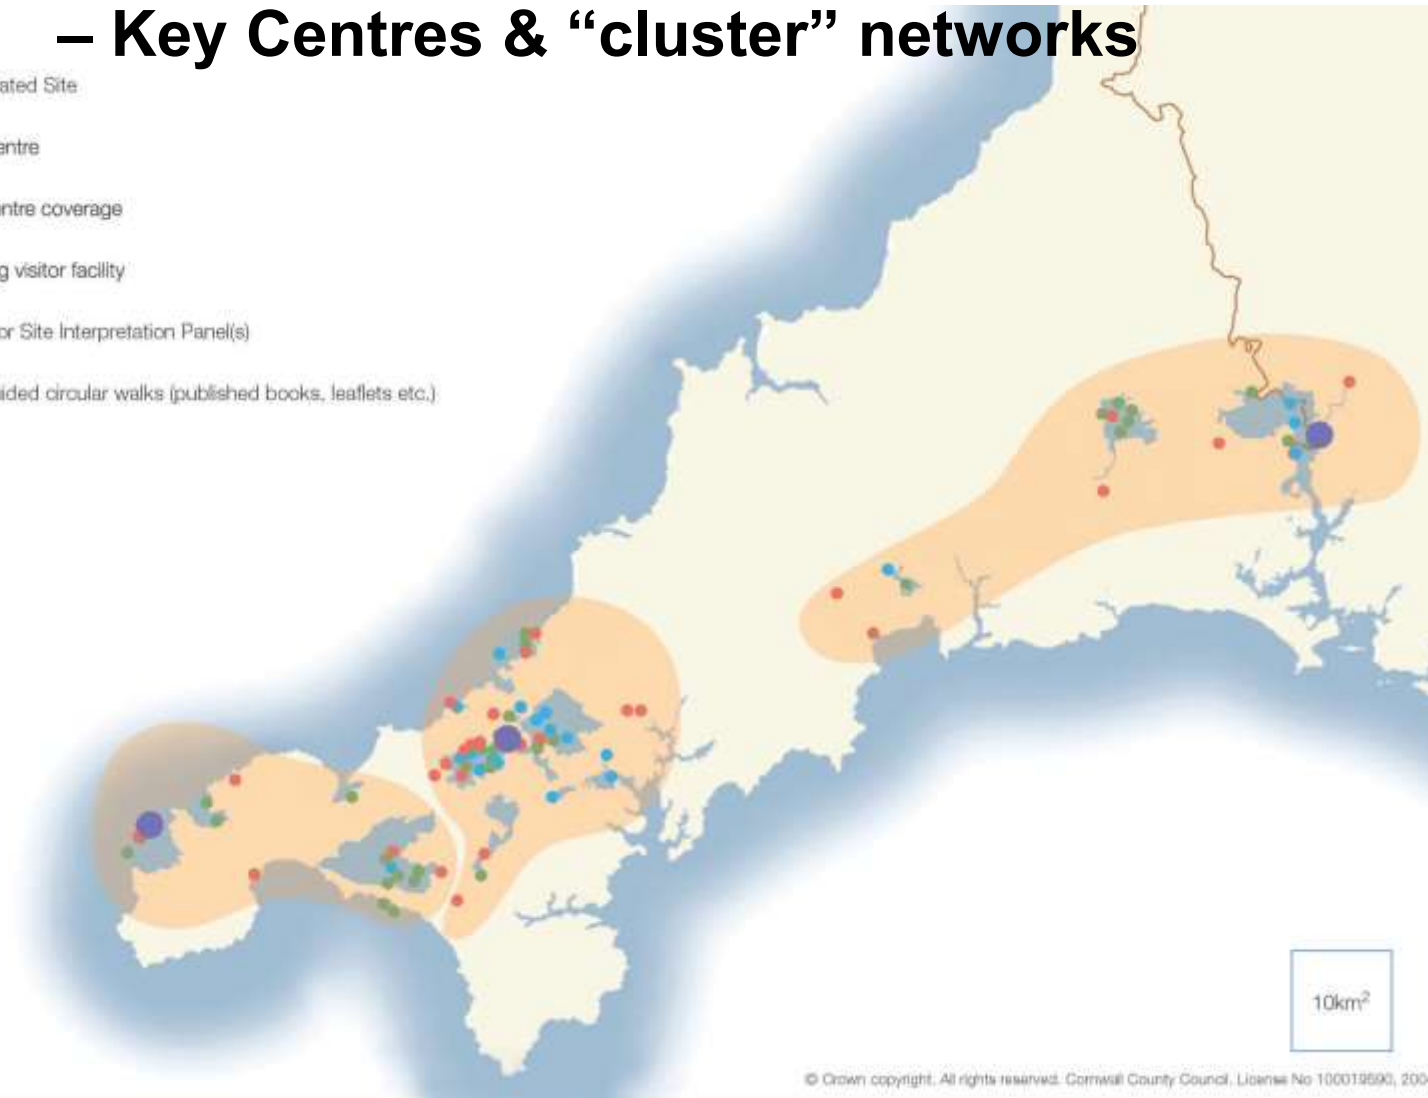 – Key Centres & “cluster” networks
ated Site
entre
ntre coverage
g visitor facility
or Site Interpretation Panel(s)
ided circular walks (published books, leaflets etc.)
10km²
© Crown copyright. All rights reserved. Cornwall County Council. License No 100019590, 200